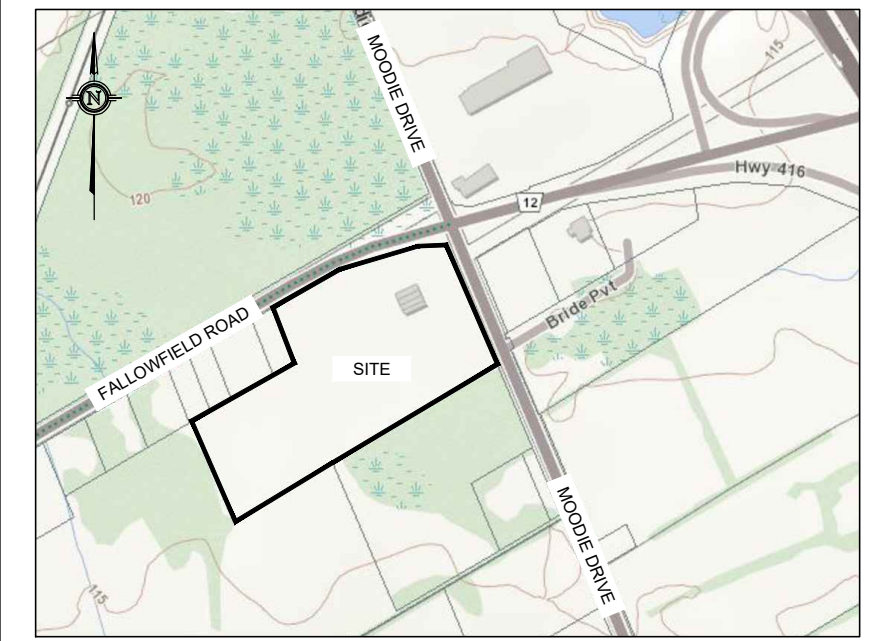 MOODIE DRIVE
115
N
Hwy 416
120
12
Bride Pvt
FALLOWFIELD ROAD
SITE
MOODIE DRIVE
115